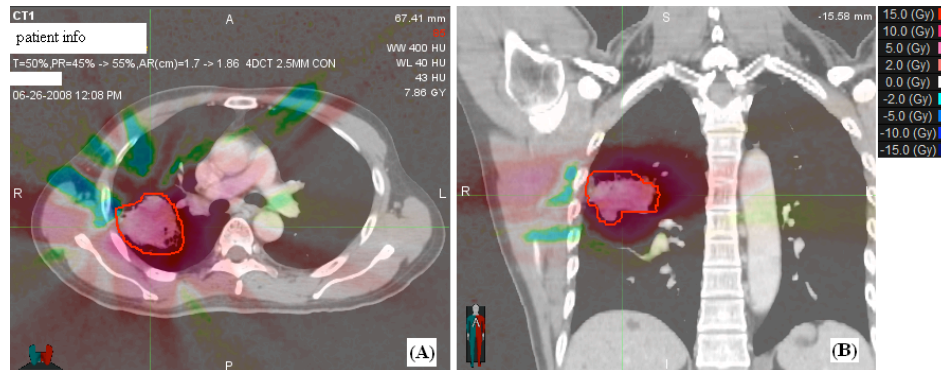 CT1
A
67.41 mm
patient info
WW 400 HU
T=50%,PR=45% -> 55%,AR(cm)=1.7 -> 1.86 4DCT 2.5MM CON
WL 40 HU
43 HU
06-26-2008 12:08 PM
7.86 GY
R
L
P
(A)
S
-15.58 mm
R
A
I
(B)
15.0 (Gy)
10.0 (Gy)
5.0 (Gy)
2.0 (Gy)
0.0 (Gy)
-2.0 (Gy)
-5.0 (Gy)
-10.0 (Gy)
-15.0 (Gy)